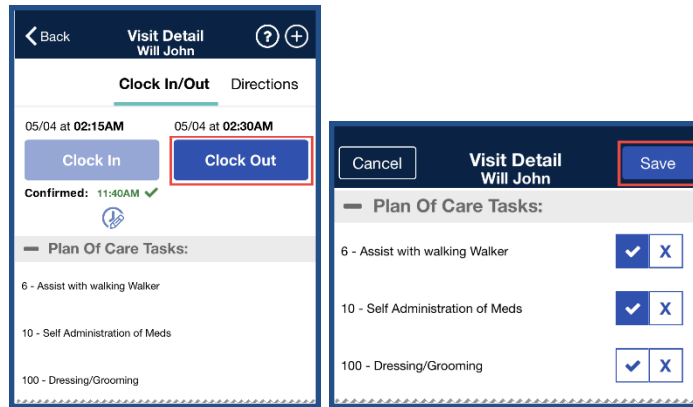 Back
Visit Detail
Will John
?
Clock In/Out
Directions
05/04 at 02:15AM
05/04 at 02:30AM
Clock In
Clock Out
Confirmed: 11:40AM
Plan Of Care Tasks:
6 - Assist with walking Walker
10 - Self Administration of Meds
100 - Dressing/Grooming
Cancel
Visit Detail
Will John
Save
Plan Of Care Tasks:
6 - Assist with walking Walker
X
10 - Self Administration of Meds
X
100 - Dressing/Grooming
X